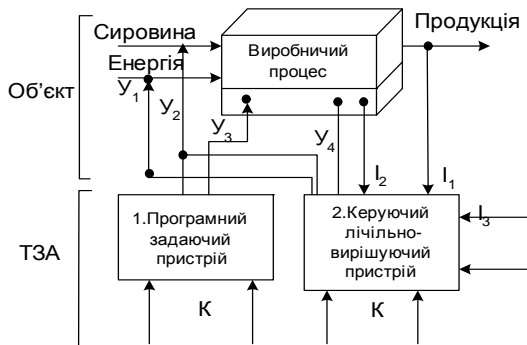 Продукція
Сировина
Виробничий
процес
Енергія
У1
У2
Об'єкт
У3
У4
І2
І1
1.Програмний
задаючий
пристрій
2.Керуючий
лічільно-
вирішуючий
пристрій
І3
ТЗА
К
К